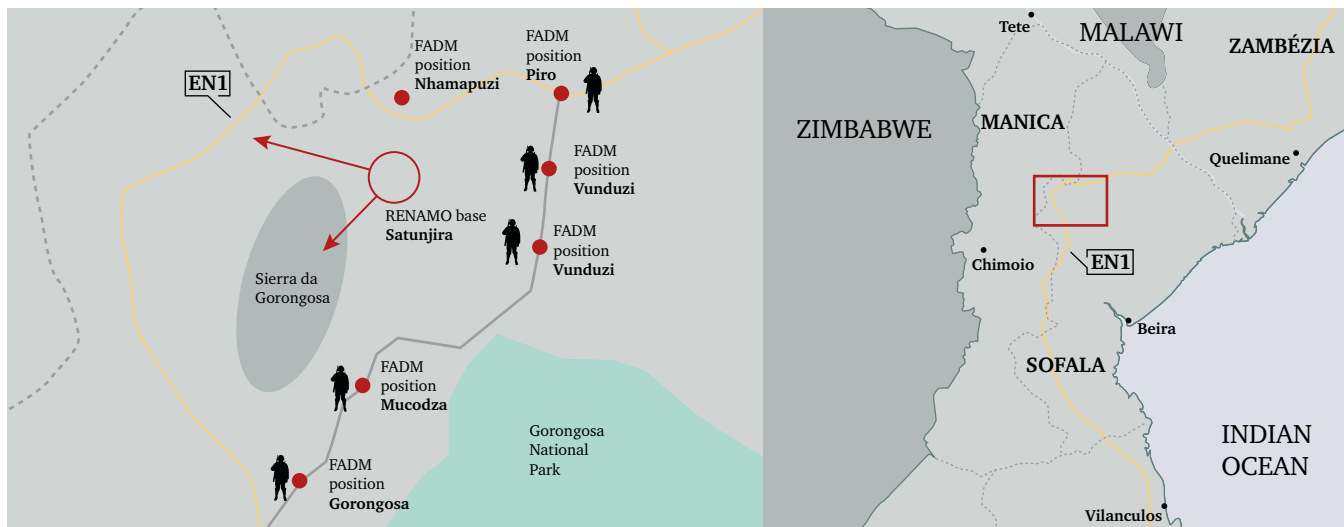 FADM
position
Nhamapuzi
FADM
position
Piro
EN1
FADM
position
Vunduzi
RENAMO base
Satunjira
FADM
position
Vunduzi
Sierra da
Gorongosa
FADM
position
Mucodza
Gorongosa
National
Park
FADM
position
Gorongosa
Tete
MALAWI
ZAMBÉZIA
ZIMBABWE
MANICA
Quelimane
Chimoio
EN1
Beira
SOFALA
INDIAN
OCEAN
Vilanculos